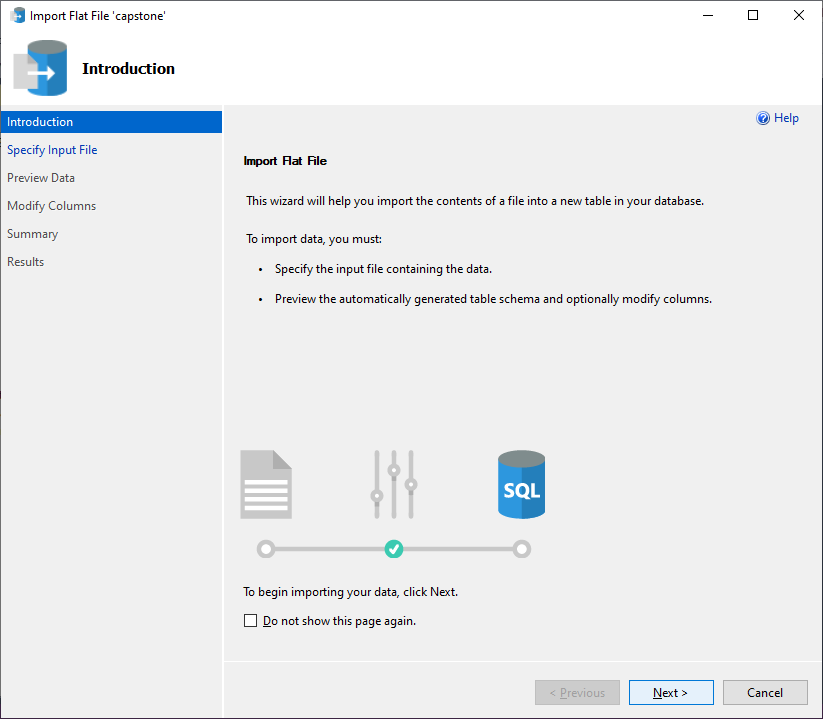 Import Flat File 'capstone'
Introduction
Introduction
Specify Input File
Preview Data
Modify Columns
Summary
Results
Help
Import Flat File
This wizard will help you import the contents of a file into a new table in your database.
To import data, you must:
• Specify the input file containing the data.
• Preview the automatically generated table schema and optionally modify columns.
SQL
To begin importing your data, click Next.
Do not show this page again.
< Previous
Next >
Cancel